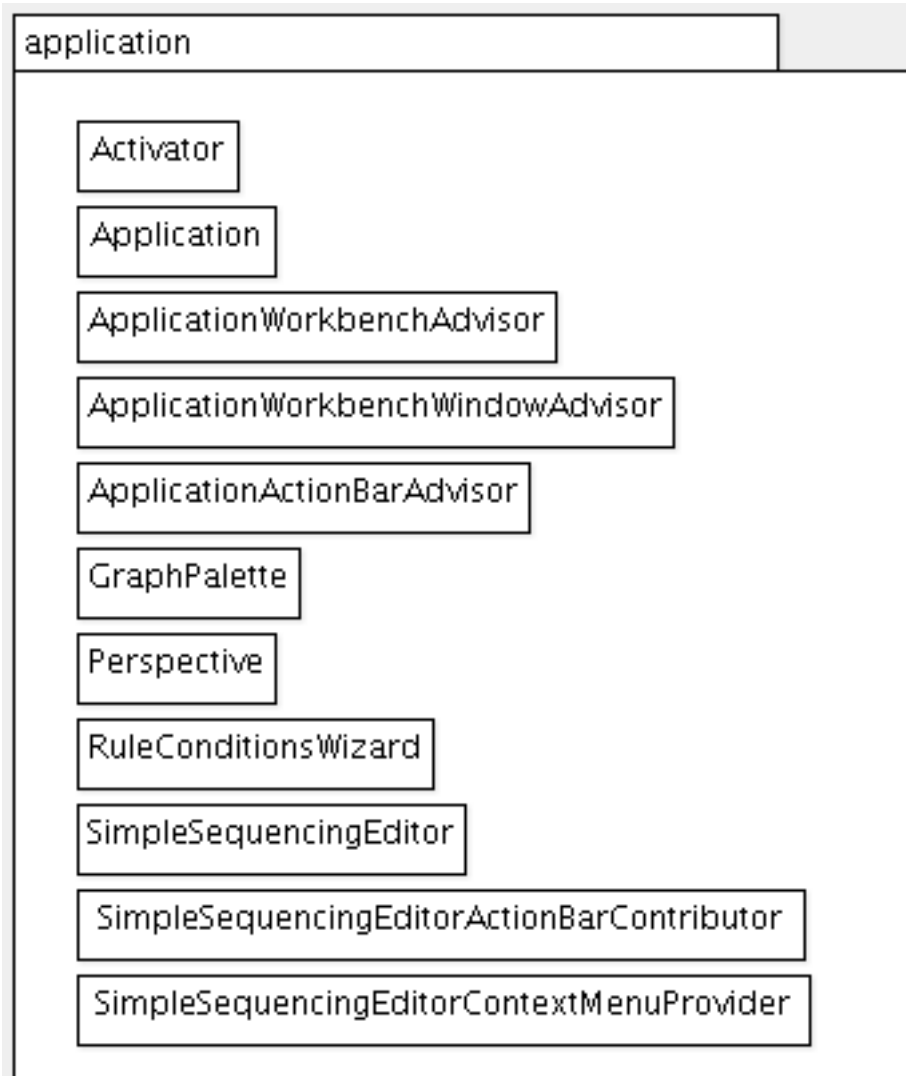 application
Activator
Application
ApplicationWorkbenchAdvisor
ApplicationWorkbenchWindowAdvisor
ApplicationActionBarAdvisor
GraphPalette
Perspective
RuleConditionsWizard
SimpleSequencingEditor
SimpleSequencingEditorActionBarContributor
SimpleSequencingEditorContextMenuProvider